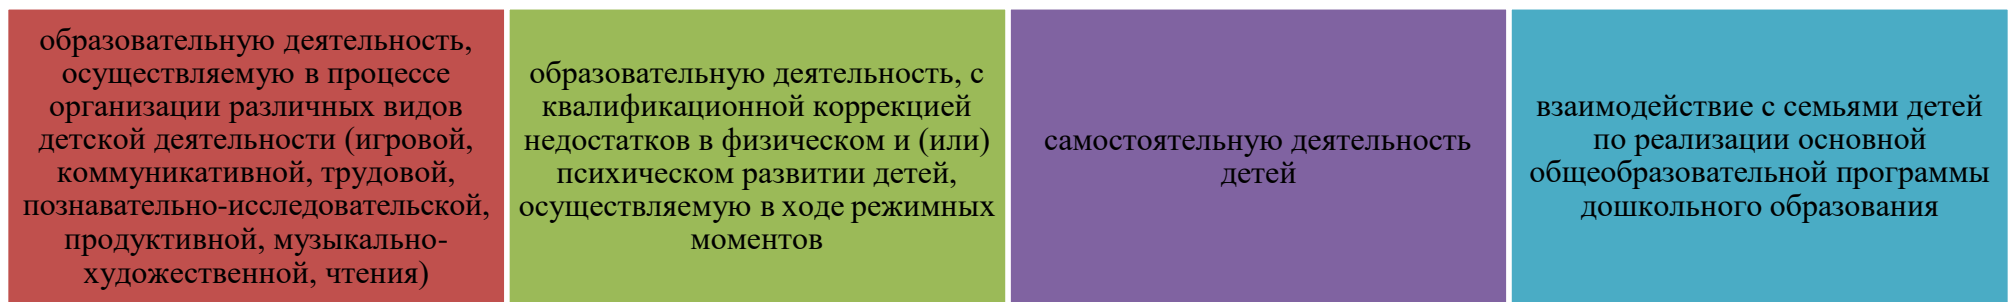 образовательную деятельность,
осуществляемую в процессе
организации различных видов
детской деятельности (игровой,
коммуникативной, трудовой,
познавательно-исследовательской,
продуктивной, музыкально-
художественной, чтения)
образовательную деятельность, с
квалификационной коррекцией
недостатков в физическом и (или)
психическом развитии детей,
осуществляемую в ходе режимных
моментов
самостоятельную деятельность
детей
взаимодействие с семьями детей
по реализации основной
общеобразовательной программы
дошкольного образования